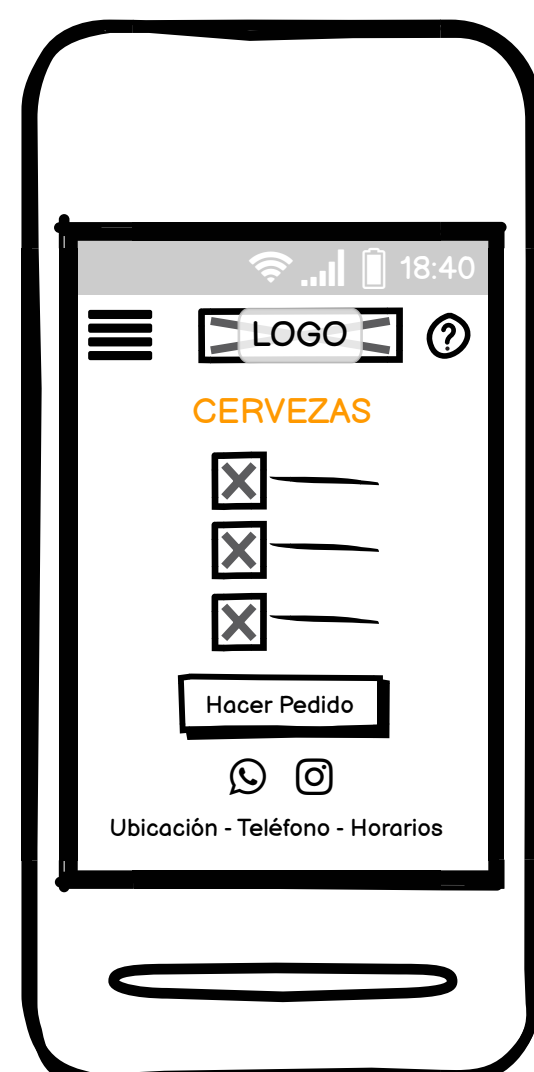 18:40
LOGO ?
CERVEZAS
Hacer Pedido
Ubicación - Teléfono - Horarios